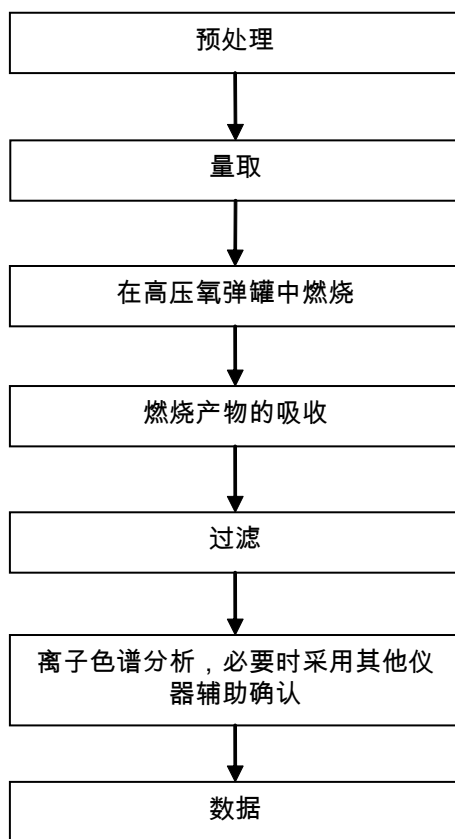 预处理
量取
在高压氧弹罐中燃烧
燃烧产物的吸收
过滤
离子色谱分析，必要时采用其他仪
器辅助确认
数据